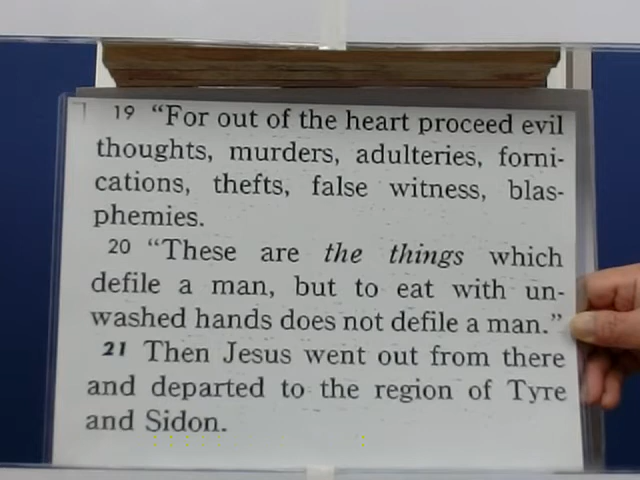 19 “For out of the heart proceed evil
thoughts, murders, adulteries, forni-
cations, thefts, false witness, blas-
phemies.
20 “These are the things which
defile a man, but to eat with un-
washed hands does not defile a man.”
21 Then Jesus went out from there
and departed to the region of Tyre
and Sidon.